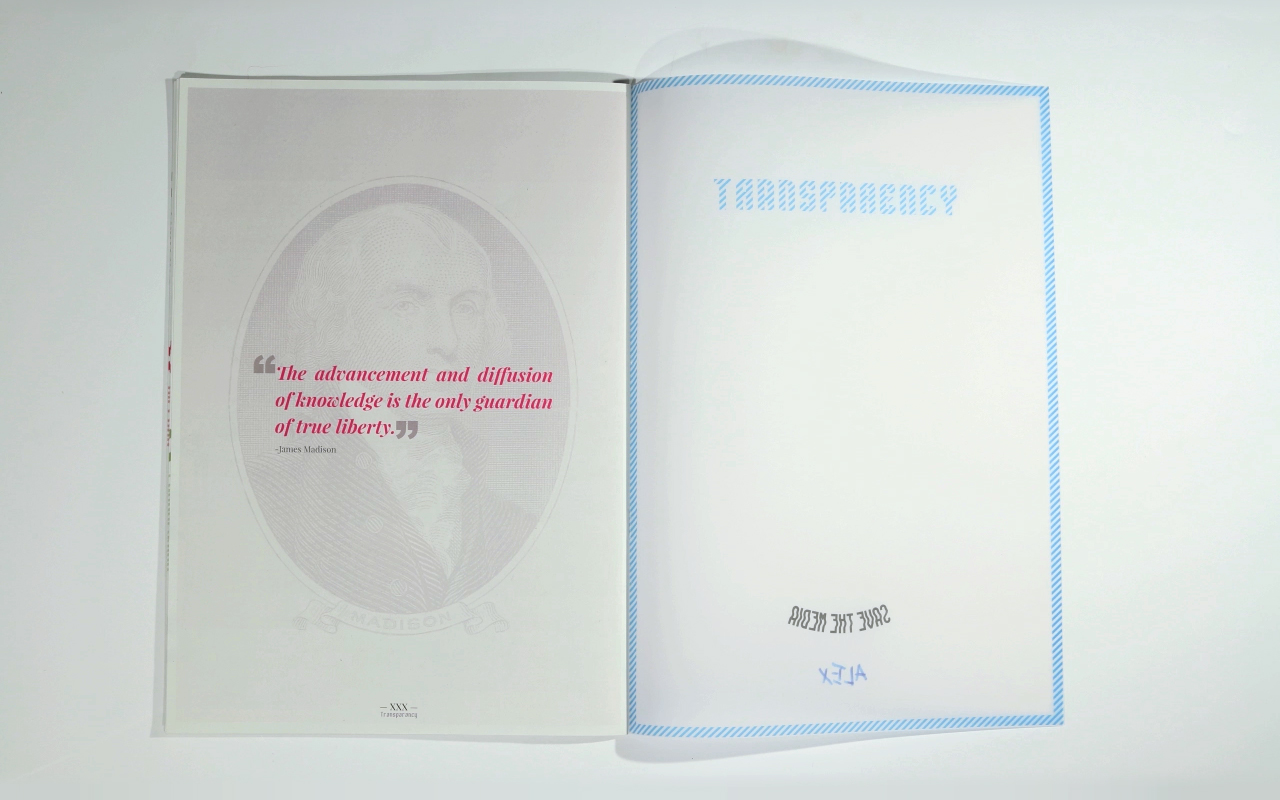 “The advancement and diffusion
of knowledge is the only guardian
of true liberty.”
-James Madison
MADISON
— XXX —
transparency
TRANSPARENCY
SAVE THE MEDIA
ALEX